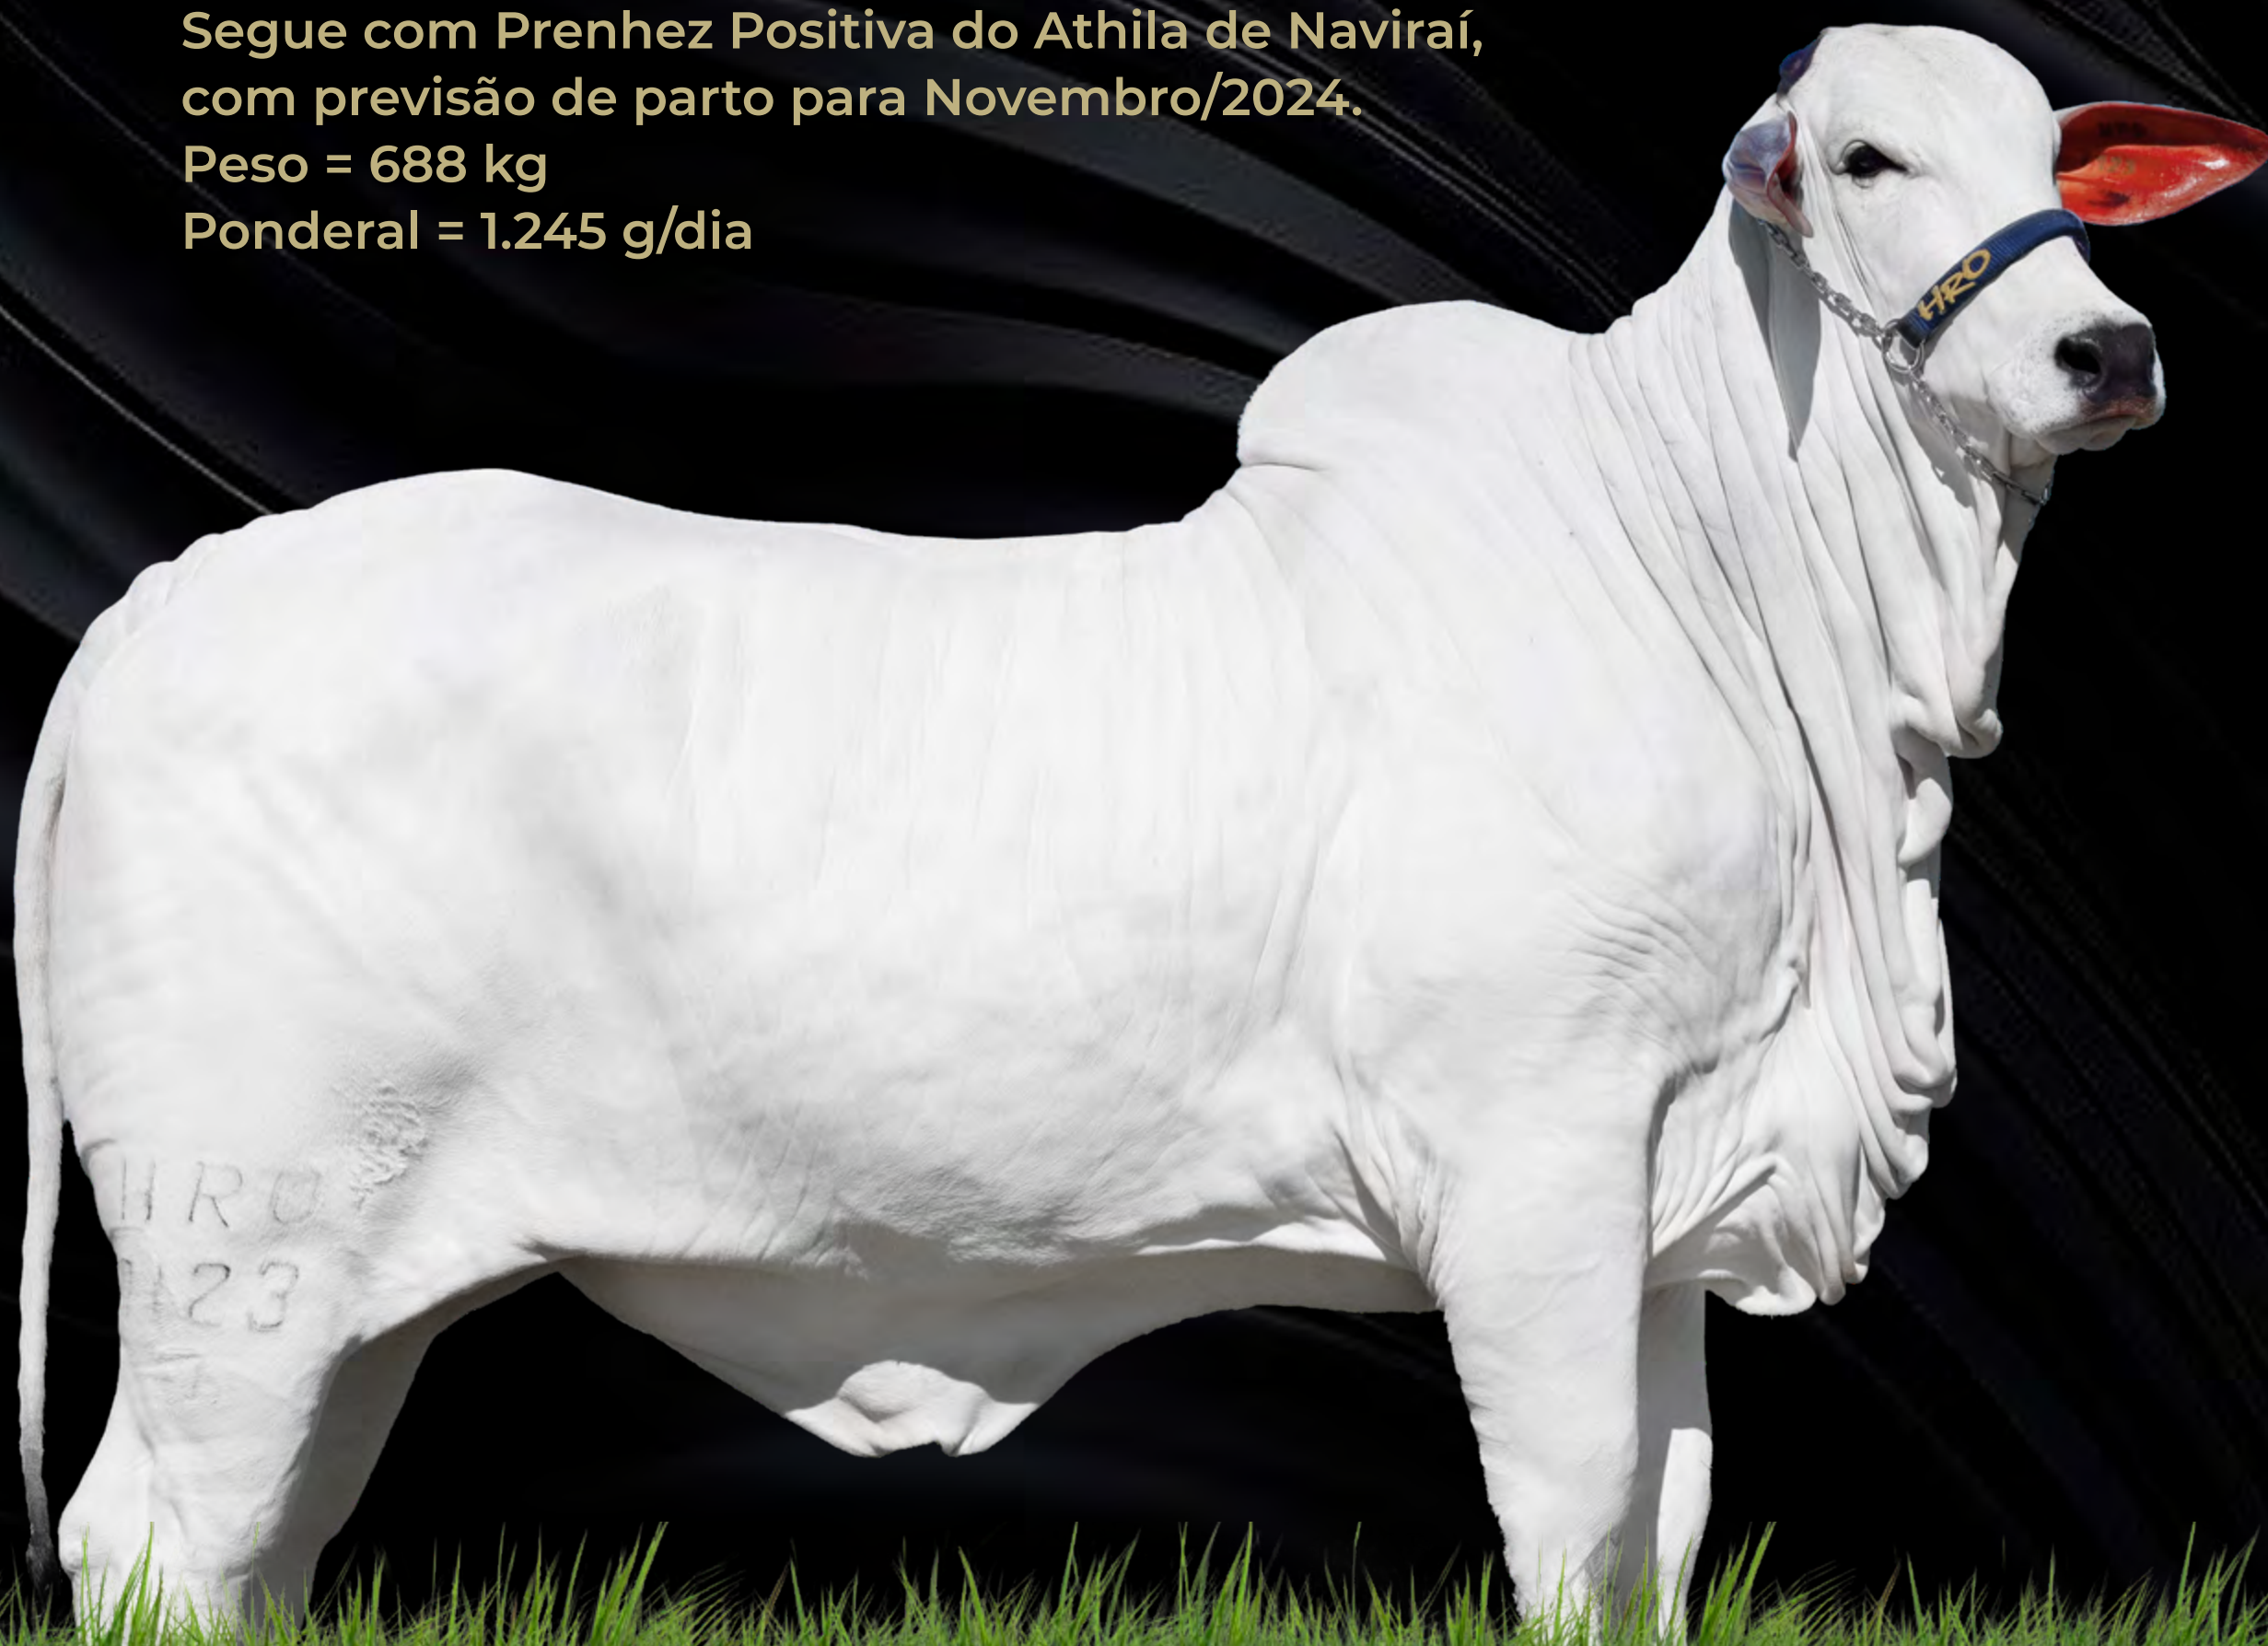 Segue com Prenhez Positiva do Athila de Naviraí,
com previsão de parto para Novembro/2024.
Peso = 688 kg
Ponderal = 1.245 g/dia
HRO
HRO